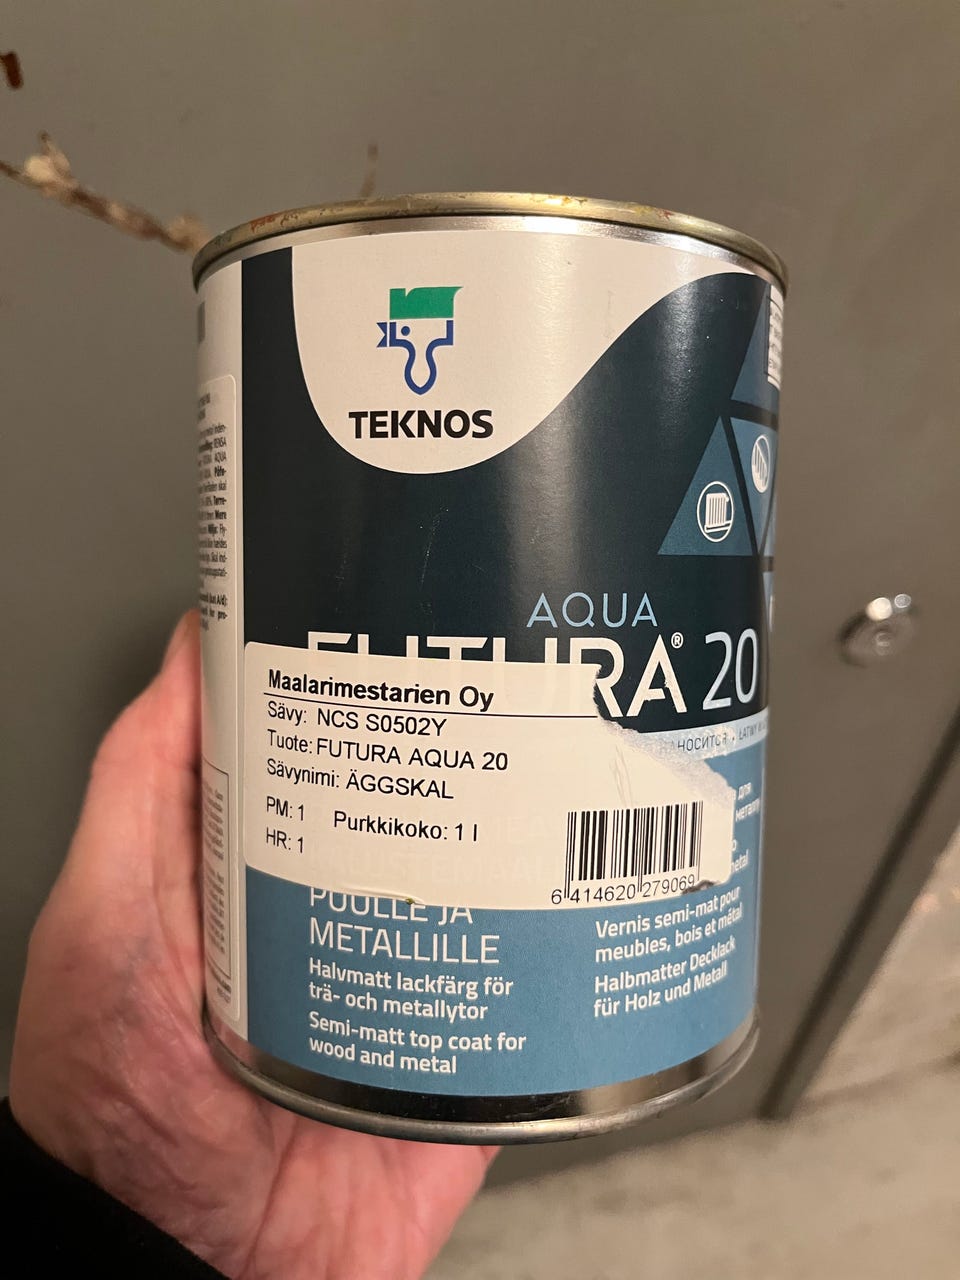 TEKNOS
AQUA
FUTURA® 20
Maalarimestarien Oy
Sävy: NCS S0502Y
Tuote: FUTURA AQUA 20
Sävynimi: ÄGGSKAL
PM: 1
Purkkikoko: 1 l
HR: 1
6 414620 279069
PUULLE JA
METALLILLE
Halvmatt lackfärg för
trä- och metallytor
Semi-matt top coat for
wood and metal
Vernis semi-mat pour
meubles, bois et métal
Halbmatter Decklack
für Holz und Metall